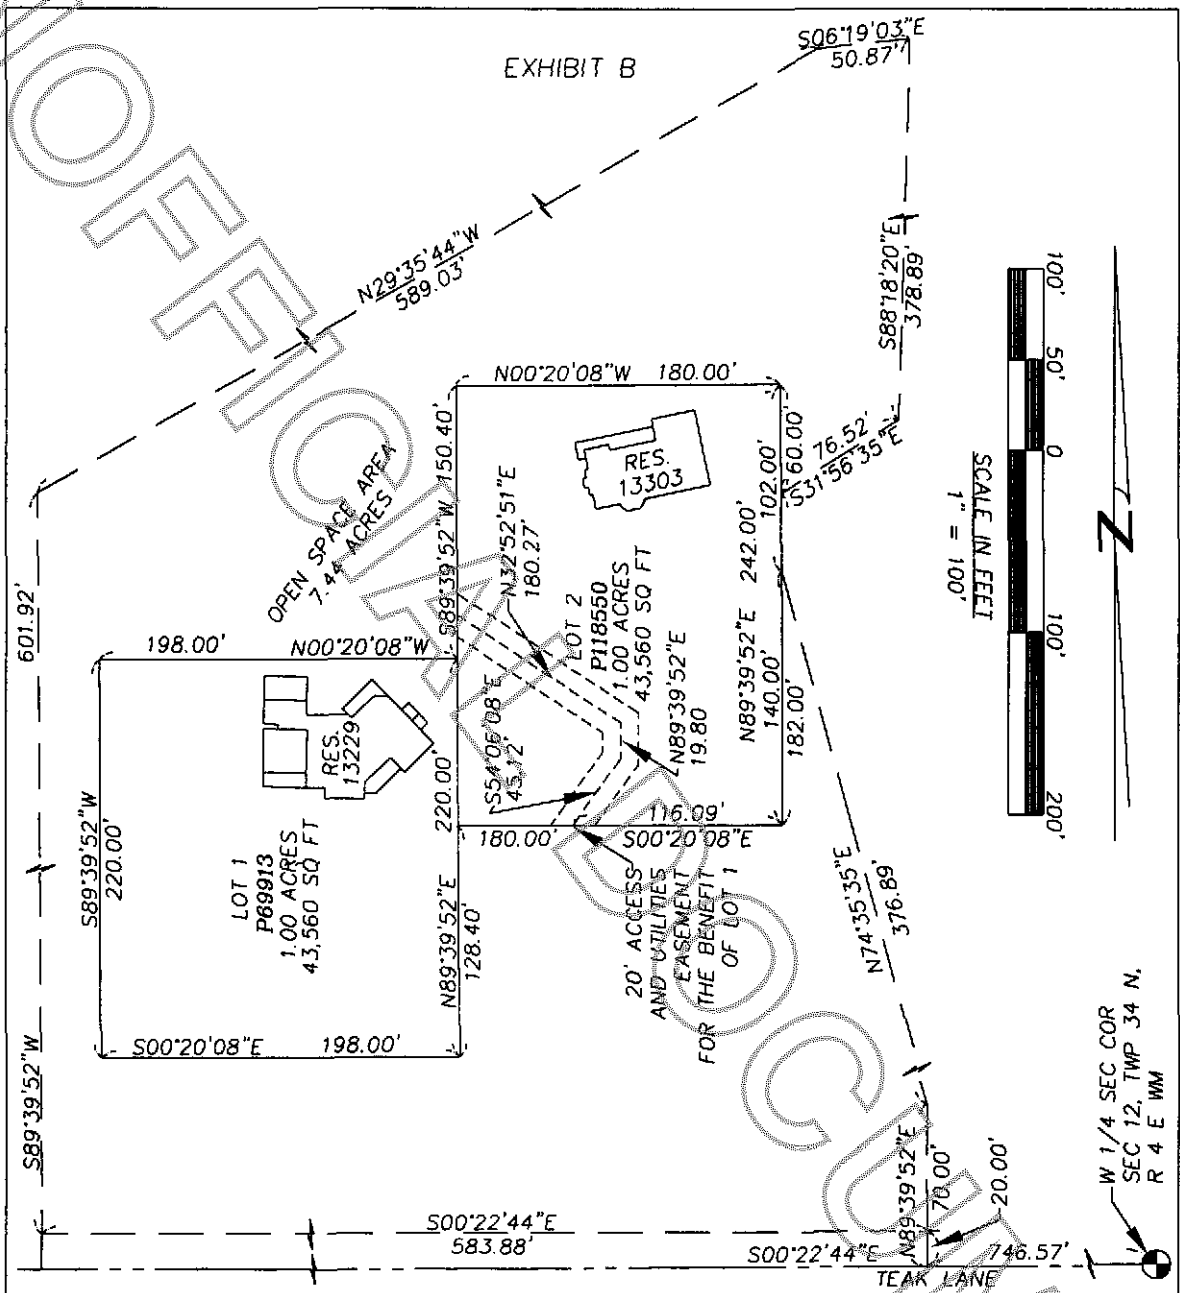 EXHIBIT B
S06°19'03"E
50.87'
N29°35'44"W
589.03'
S88°18'20"E
378.89'
100'
50'
0
100'
200'
SCALE IN FEET
1" = 100'
Z
N00°20'08"W 180.00'
S89°39'52"W 150.40'
RES.
13303
60.00'
76.52'
S31°56'35"E
102.00'
N89°39'52"E 242.00'
140.00'
182.00'
OPEN SPACE AREA
7.44 ACRES
N32°52'51"E
180.27'
LOT 2
P118550
1.00 ACRES
43,560 SQ FT
N89°39'52"E
19.80
116.09'
S00°20'08"E
180.00'
601.92'
198.00' N00°20'08"W
RES.
13229
220.00'
S89°39'52"W
220.00'
LOT 1
P69913
1.00 ACRES
43,560 SQ FT
N89°39'52"E
128.40'
S00°20'08"E 198.00'
20' ACCESS
AND UTILITIES
EASEMENT
FOR THE BENEFIT
OF LOT 1
N74°35'35"E
376.89'
S89°39'52"W
N89°39'52"E
70.00'
20.00'
S00°22'44"E
583.88'
S00°22'44"E 746.57'
TEAK LANE
W 1/4 SEC COR
SEC 12, TWP 34 N,
R 4 E WM